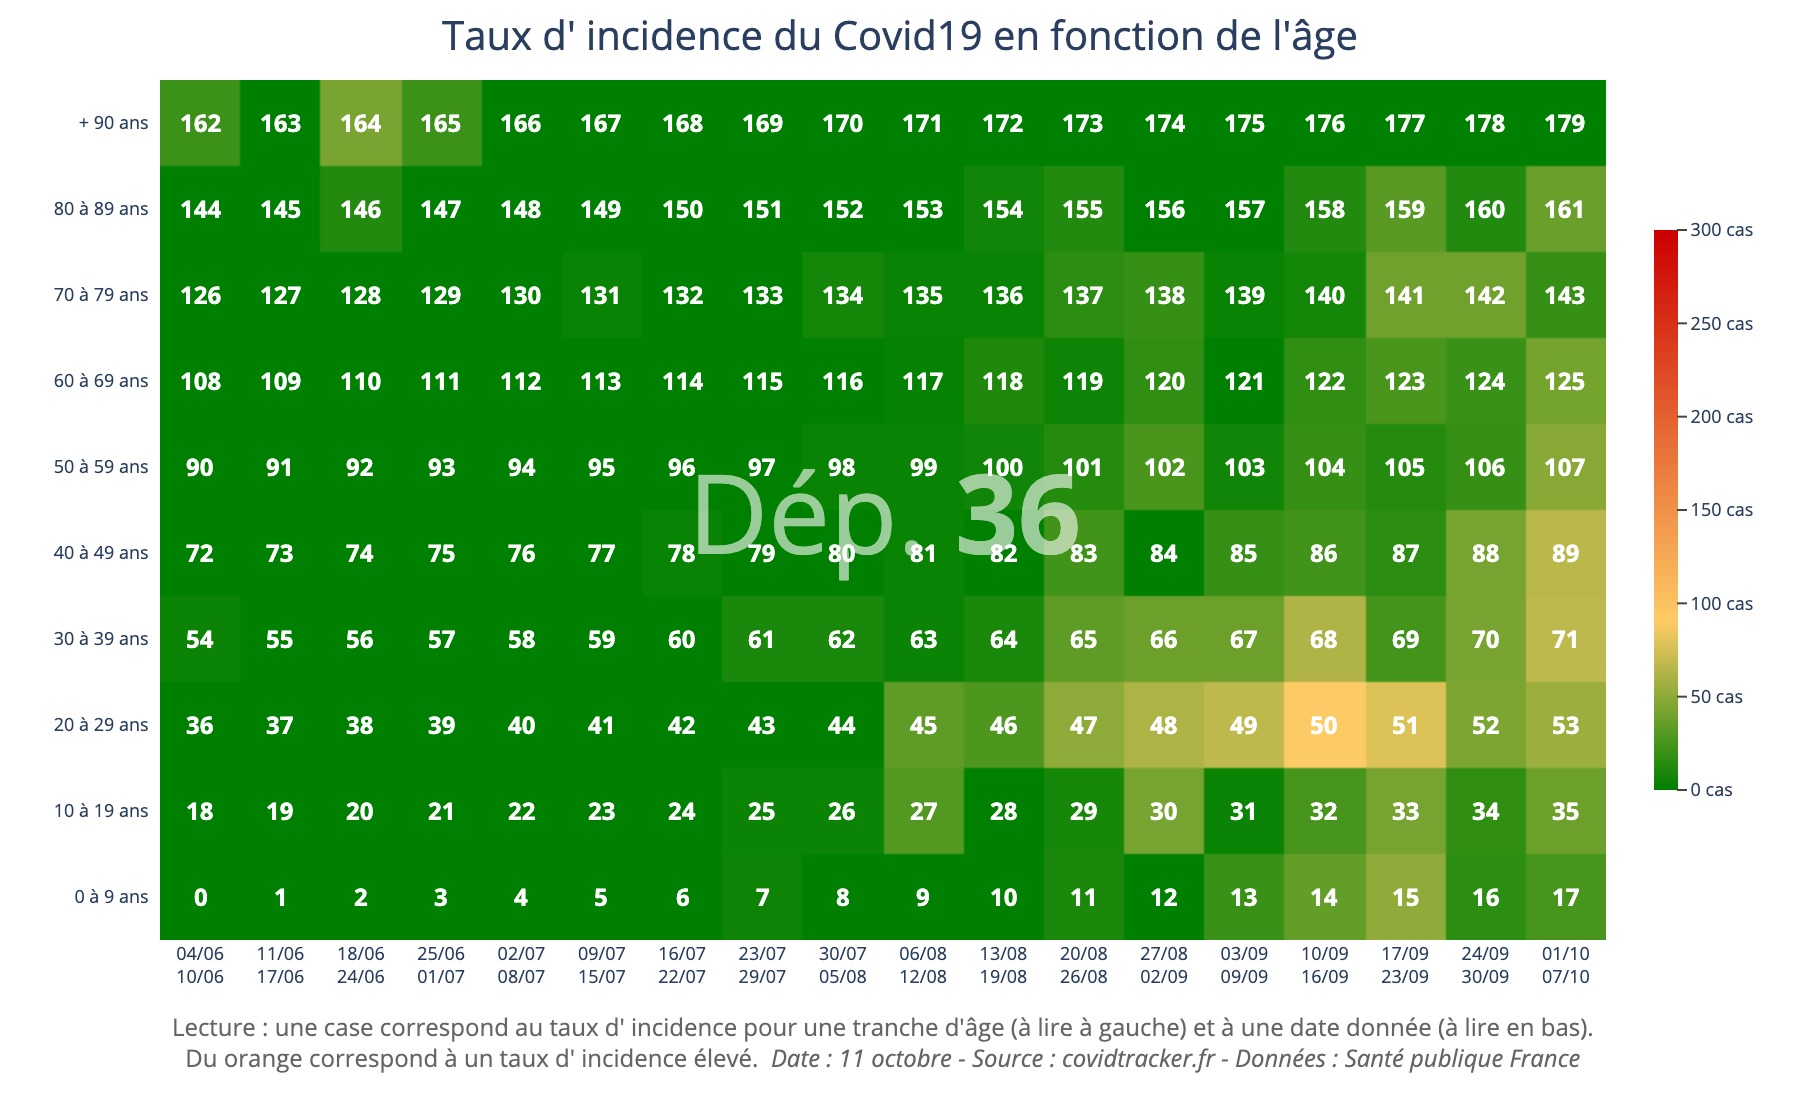 Taux d' incidence du Covid19 en fonction de l'âge
+ 90 ans 162 163 164 165 166 167 168 169 170 171 172 173 174 175 176 177 178 179
80 à 89 ans 144 145 146 147 148 149 150 151 152 153 154 155 156 157 158 159 160 161
70 à 79 ans 126 127 128 129 130 131 132 133 134 135 136 137 138 139 140 141 142 143
60 à 69 ans 108 109 110 111 112 113 114 115 116 117 118 119 120 121 122 123 124 125
50 à 59 ans 90 91 92 93 94 95 96 97 98 99 100 101 102 103 104 105 106 107
Dép. 36
40 à 49 ans 72 73 74 75 76 77 78 79 80 81 82 83 84 85 86 87 88 89
30 à 39 ans 54 55 56 57 58 59 60 61 62 63 64 65 66 67 68 69 70 71
20 à 29 ans 36 37 38 39 40 41 42 43 44 45 46 47 48 49 50 51 52 53
10 à 19 ans 18 19 20 21 22 23 24 25 26 27 28 29 30 31 32 33 34 35
0 à 9 ans 0 1 2 3 4 5 6 7 8 9 10 11 12 13 14 15 16 17
04/06 11/06 18/06 25/06 02/07 09/07 16/07 23/07 30/07 06/08 13/08 20/08 27/08 03/09 10/09 17/09 24/09 01/10
10/06 17/06 24/06 01/07 08/07 15/07 22/07 29/07 05/08 12/08 19/08 26/08 02/09 09/09 16/09 23/09 30/09 07/10
300 cas
250 cas
200 cas
150 cas
100 cas
50 cas
0 cas
Lecture : une case correspond au taux d' incidence pour une tranche d'âge (à lire à gauche) et à une date donnée (à lire en bas).
Du orange correspond à un taux d' incidence élevé. Date : 11 octobre - Source : covidtracker.fr - Données : Santé publique France